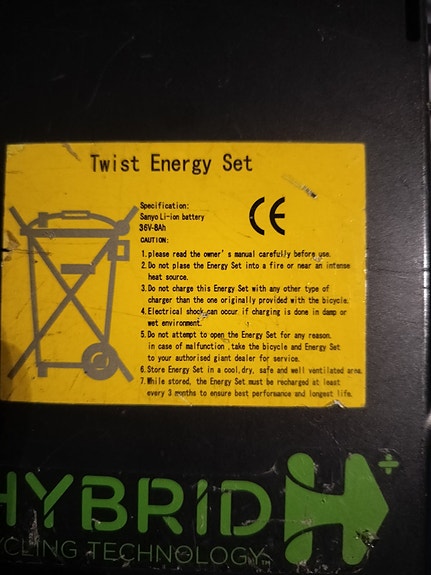 Twist Energy Set
Specification:
Sanyo Li-ion battery
36V-8Ah
CE
CAUTION:
1.please read the owner's manual carefully before use.
2.Do not plase the Energy Set into a fire or near an intense
heat source.
3.Do not charge this Energy Set with any other type of
charger than the one originally provided with the bicycle.
4.Electrical shock can occur if charging is done in damp or
wet environment.
5.Do not attempt to open the Energy Set for any reason.
in case of malfunction ,take the bicycle and Energy Set
to your authorised giant dealer for service.
6.Store Energy Set in a cool,dry, safe and well ventilated area.
7.While stored, the Energy Set must be recharged at least
every 3 months to ensure best performance and longest life.
HYBRID
CYCLING TECHNOLOGY™